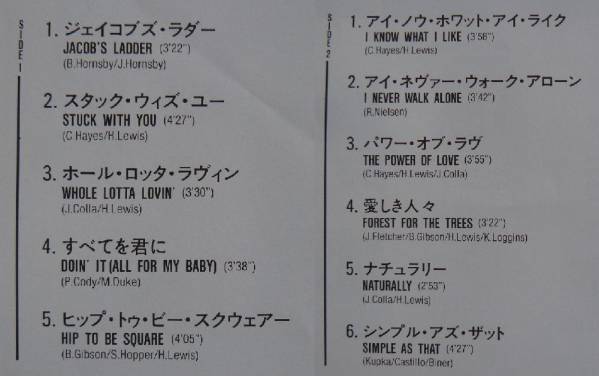 SIDE 1
1. ジェイコブズ・ラダー
JACOB'S LADDER (3'22")
(B.Hornsby/J.Hornsby)
2. スタック・ウィズ・ユー
STUCK WITH YOU (4'27")
(C.Hayes/H.Lewis)
3. ホール・ロッタ・ラヴィン
WHOLE LOTTA LOVIN' (3'30")
(J.Colla/H.Lewis)
4. すべてを君に
DOIN' IT (ALL FOR MY BABY) (3'38")
(P.Cody/M.Duke)
5. ヒップ・トゥ・ビー・スクウェアー
HIP TO BE SQUARE (4'05")
(B.Gibson/S.Hopper/H.Lewis)
SIDE 2
1. アイ・ノウ・ホワット・アイ・ライク
I KNOW WHAT I LIKE (3'56")
(C.Hayes/H.Lewis)
2. アイ・ネヴァー・ウォーク・アローン
I NEVER WALK ALONE (3'42")
(R.Nielsen)
3. パワー・オブ・ラヴ
THE POWER OF LOVE (3'55")
(C.Hayes/H.Lewis/J.Colla)
4. 愛しき人々
FOREST FOR THE TREES (3'22")
(J.Fletcher/B.Gibson/H.Lewis/K.Loggins)
5. ナチュラリー
NATURALLY (2'53")
(J.Colla/H.Lewis)
6. シンプル・アズ・ザット
SIMPLE AS THAT (4'27")
(Kupka/Castillo/Biner)